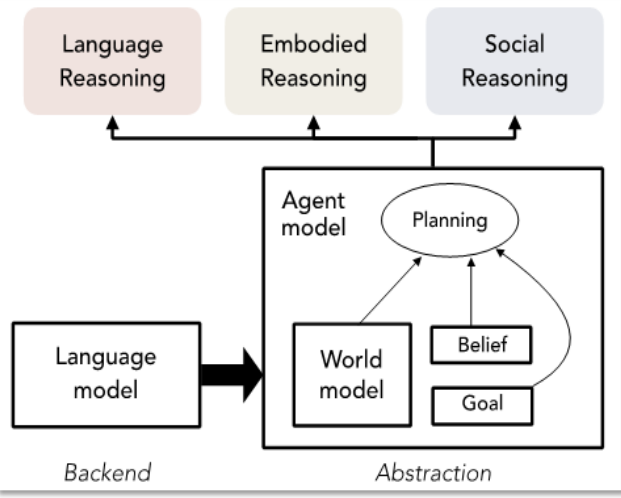 Language
Reasoning
Embodied
Reasoning
Social
Reasoning
Agent
model
Planning
Language
model
World
model
Belief
Goal
Backend
Abstraction